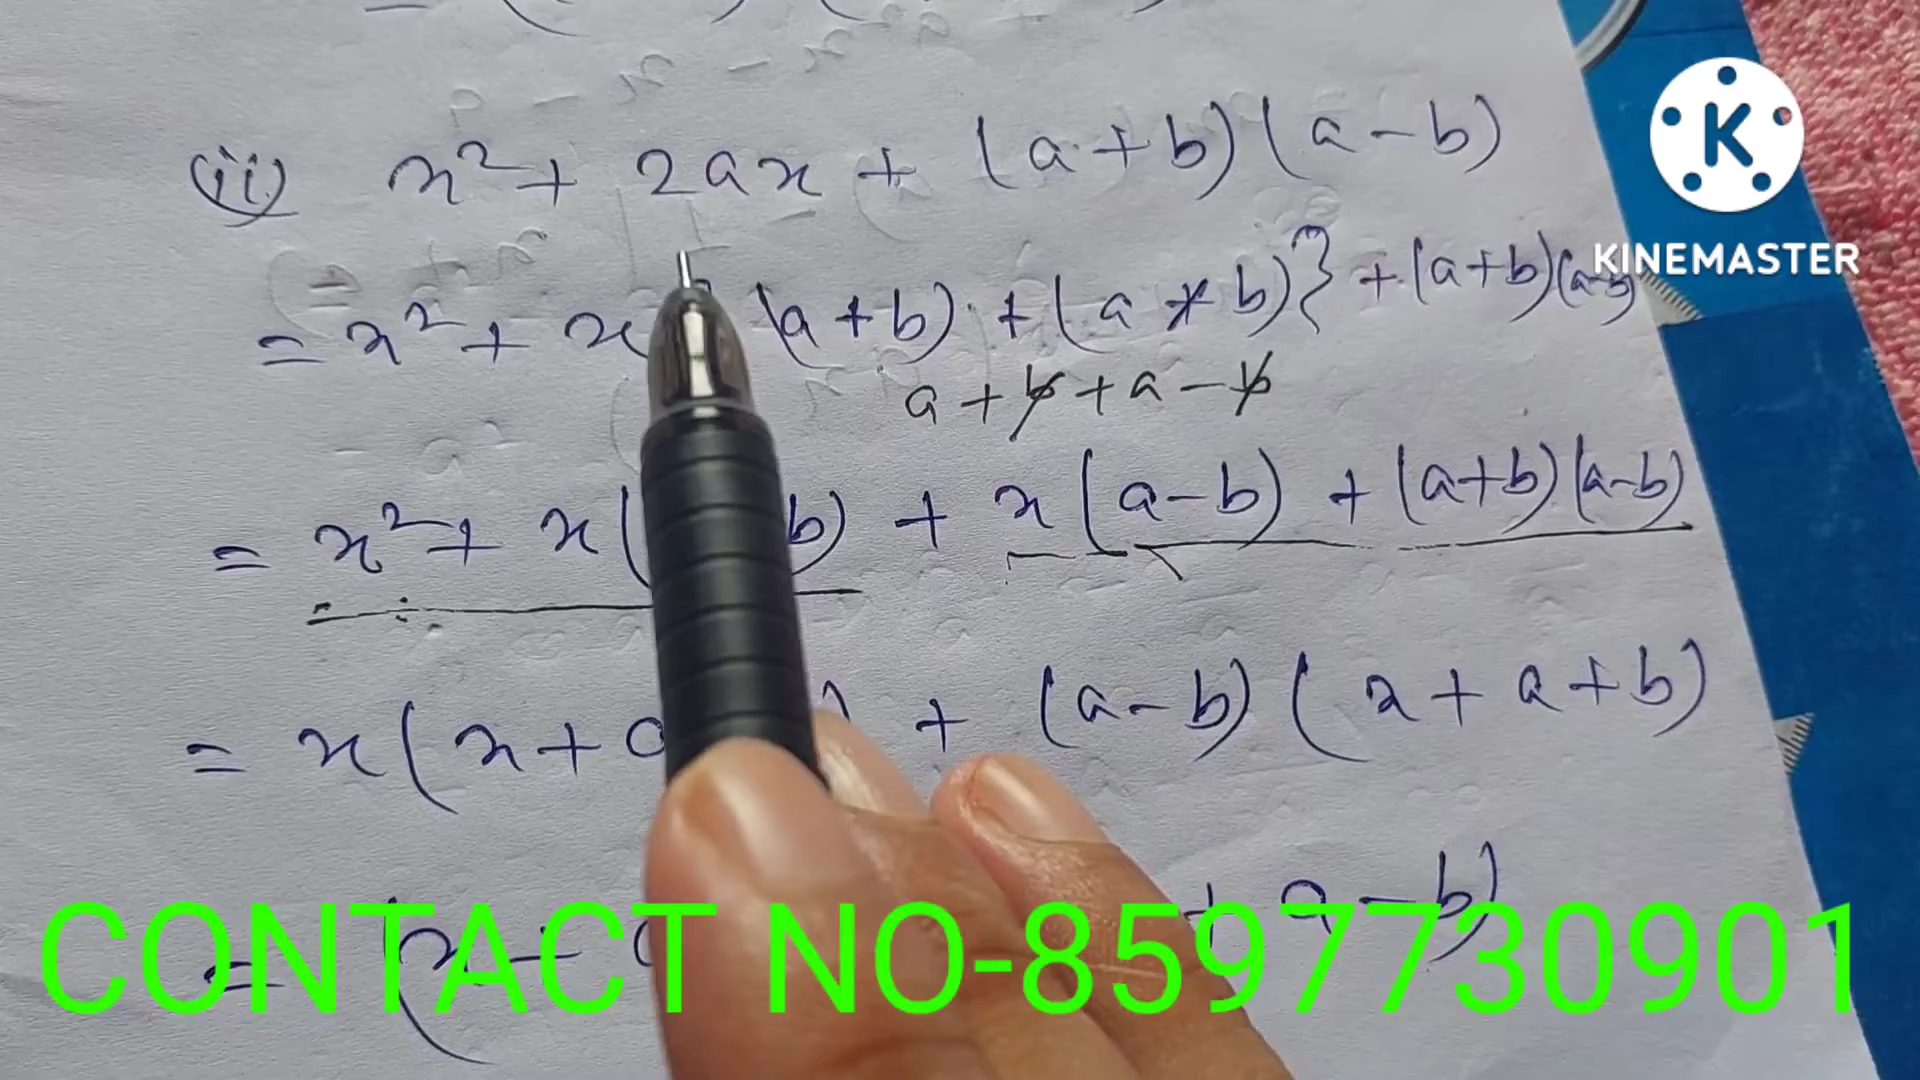 (ii) x² + 2ax + (a+b)(a-b)
= x² + x (a+b) + (a * b)} + (a+b)(a-b)
a + b + a - b
= x² + x( b) + x(a-b) + (a+b)(a-b)
= x(x+a ) + (a-b)(x+a+b)
= (x + a + a - b)
K
KINEMASTER
CONTACT NO-8597730901